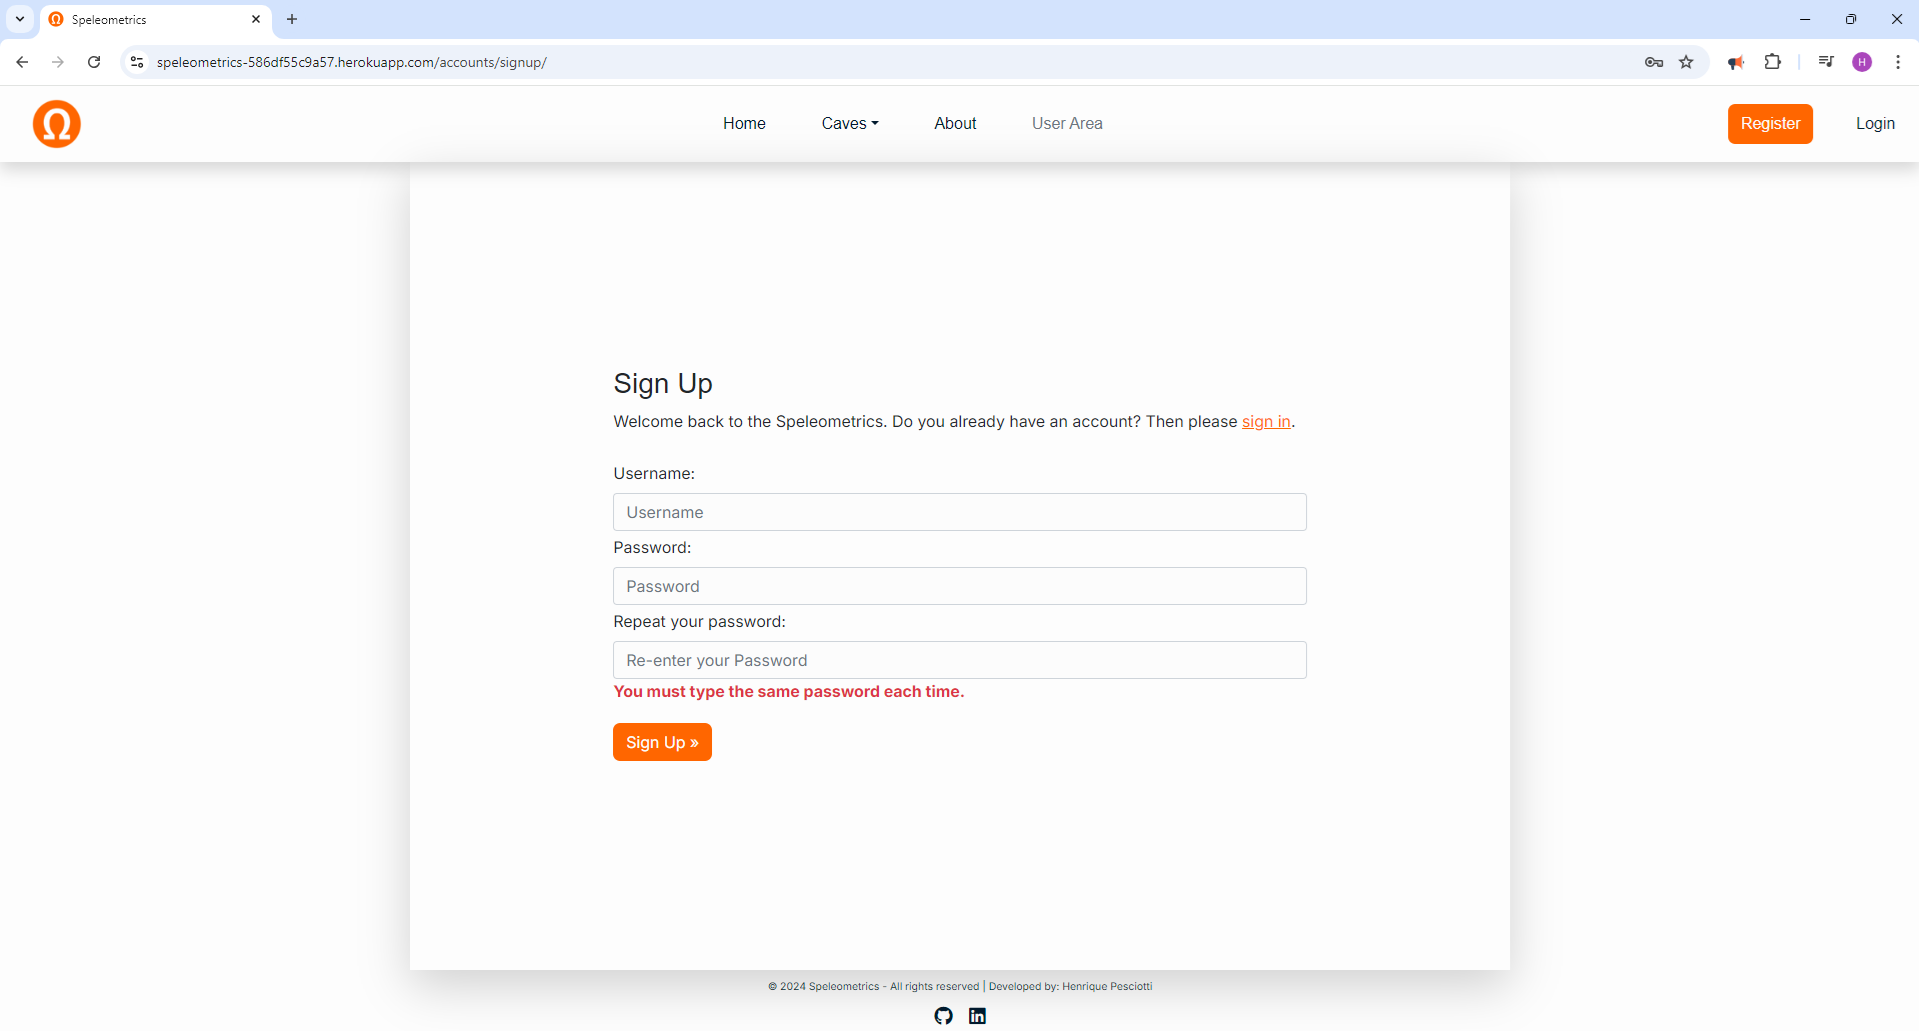 Speleometrics
speleometrics-586df55c9a57.herokuapp.com/accounts/signup/
H
Ω
Home
Caves
About
User Area
Register
Login
Sign Up
Welcome back to the Speleometrics. Do you already have an account? Then please sign in.
Username:
Username
Password:
Password
Repeat your password:
Re-enter your Password
You must type the same password each time.
Sign Up »
© 2024 Speleometrics - All rights reserved | Developed by: Henrique Pesciotti
in